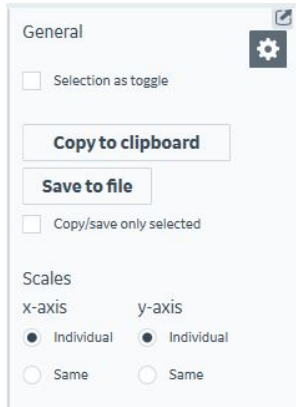 General
Selection as toggle
Copy to clipboard
Save to file
Copy/save only selected
Scales
x-axis y-axis
Individual Individual
Same Same